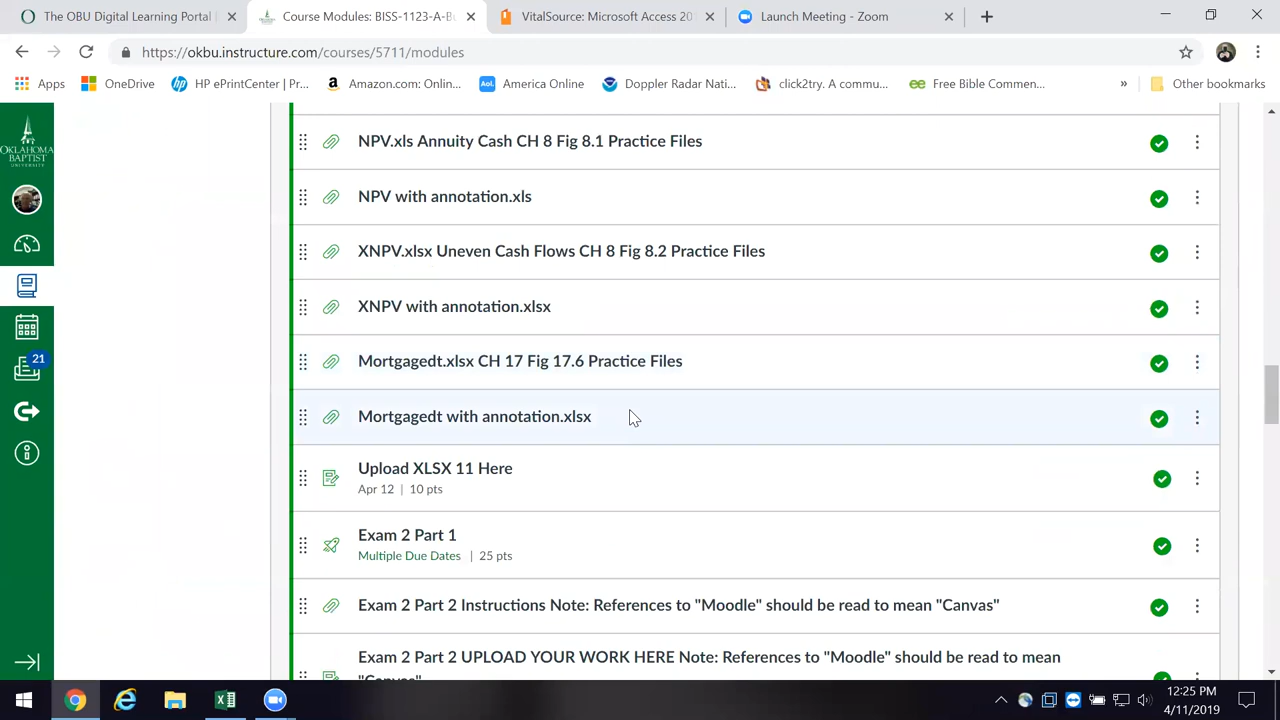 The OBU Digital Learning Portal
Course Modules: BISS-1123-A-Bu
VitalSource: Microsoft Access 20
Launch Meeting - Zoom
https://okbu.instructure.com/courses/5711/modules
Apps
OneDrive
HP ePrintCenter | Pr...
Amazon.com: Onlin...
America Online
Doppler Radar Nati...
click2try. A commu...
Free Bible Commen...
»
Other bookmarks
OKLAHOMA
BAPTIST
UNIVERSITY
21
NPV.xls Annuity Cash CH 8 Fig 8.1 Practice Files
NPV with annotation.xls
XNPV.xlsx Uneven Cash Flows CH 8 Fig 8.2 Practice Files
XNPV with annotation.xlsx
Mortgagedt.xlsx CH 17 Fig 17.6 Practice Files
Mortgagedt with annotation.xlsx
Upload XLSX 11 Here
Apr 12 | 10 pts
Exam 2 Part 1
Multiple Due Dates | 25 pts
Exam 2 Part 2 Instructions Note: References to "Moodle" should be read to mean "Canvas"
Exam 2 Part 2 UPLOAD YOUR WORK HERE Note: References to "Moodle" should be read to mean
"Canvas"
12:25 PM
4/11/2019